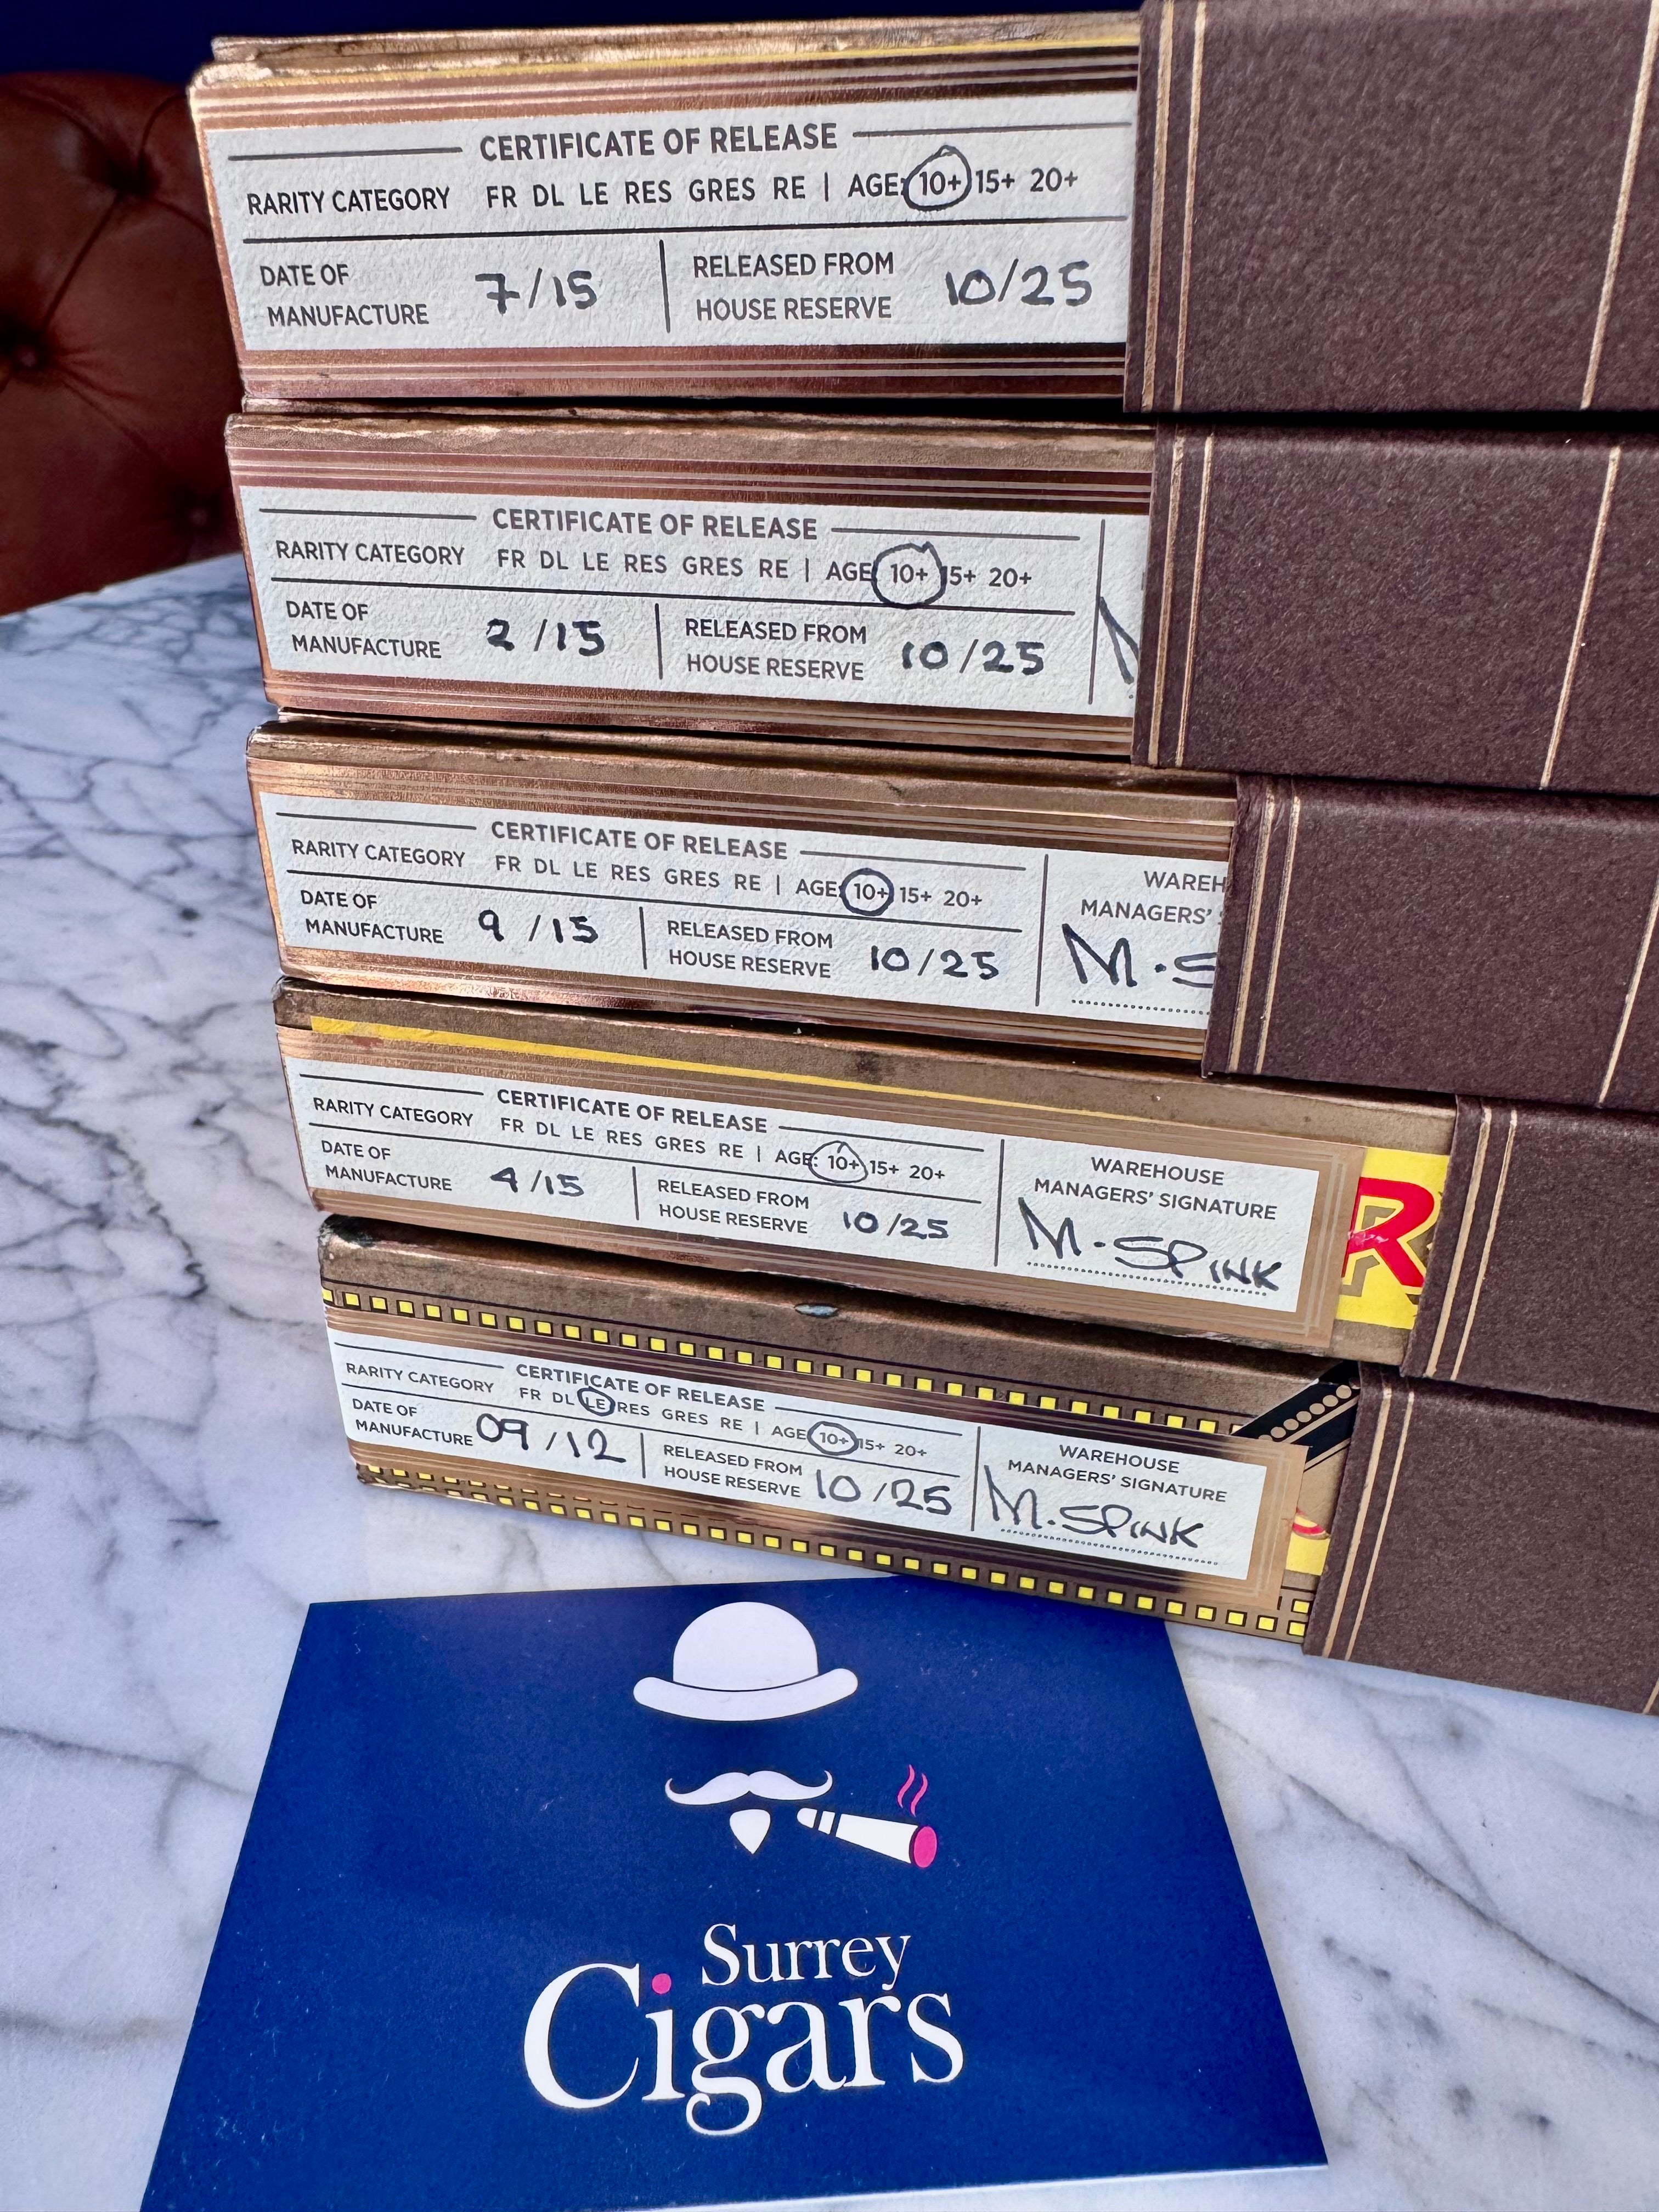 CERTIFICATE OF RELEASE
RARITY CATEGORY FR DL LE RES GRES RE | AGE: 10+ 15+ 20+
DATE OF MANUFACTURE 7/15
RELEASED FROM HOUSE RESERVE 10/25
CERTIFICATE OF RELEASE
RARITY CATEGORY FR DL LE RES GRES RE | AGE 10+ 15+ 20+
DATE OF MANUFACTURE 2/15
RELEASED FROM HOUSE RESERVE 10/25
CERTIFICATE OF RELEASE
RARITY CATEGORY FR DL LE RES GRES RE | AGE: 10+ 15+ 20+
DATE OF MANUFACTURE 9/15
RELEASED FROM HOUSE RESERVE 10/25
WAREH
MANAGERS'
M.S
CERTIFICATE OF RELEASE
RARITY CATEGORY FR DL LE RES GRES RE | AGE: 10+ 15+ 20+
DATE OF MANUFACTURE 4/15
RELEASED FROM HOUSE RESERVE 10/25
WAREHOUSE
MANAGERS' SIGNATURE
M. SPINK
R
CERTIFICATE OF RELEASE
RARITY CATEGORY FR DL LE RES GRES RE | AGE 10+ 15+ 20+
DATE OF MANUFACTURE 09/12
RELEASED FROM HOUSE RESERVE 10/25
WAREHOUSE
MANAGERS' SIGNATURE
M. SPINK
Surrey
Cigars